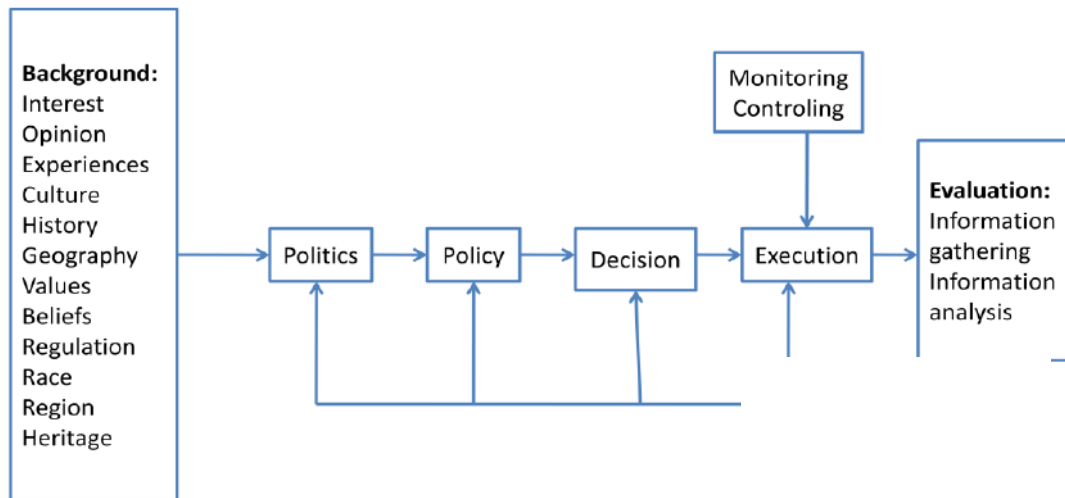 Background:
Interest
Opinion
Experiences
Culture
History
Geography
Values
Beliefs
Regulation
Race
Region
Heritage
Politics
Policy
Decision
Monitoring
Controling
Execution
Evaluation:
Information
gathering
Information
analysis